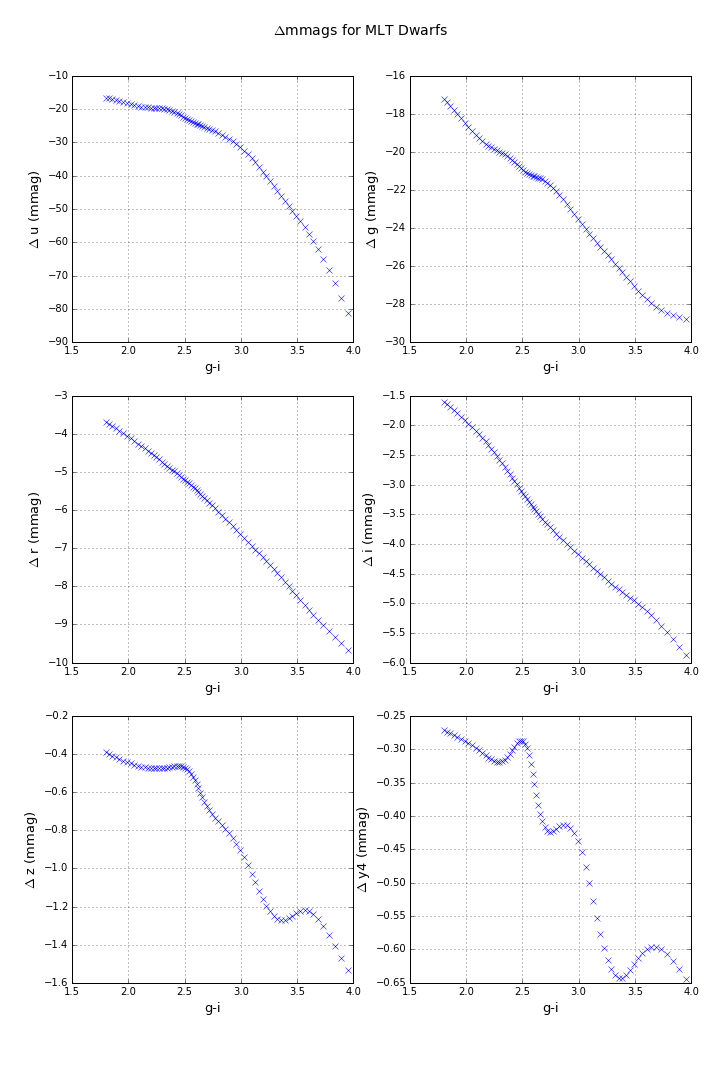 Δmmags for MLT Dwarfs
−10
−20
−30
−40
−50
−60
−70
−80
−90
1.5 2.0 2.5 3.0 3.5 4.0
g-i
Δ u (mmag)
−16
−18
−20
−22
−24
−26
−28
−30
1.5 2.0 2.5 3.0 3.5 4.0
g-i
Δ g (mmag)
−3
−4
−5
−6
−7
−8
−9
−10
1.5 2.0 2.5 3.0 3.5 4.0
g-i
Δ r (mmag)
−1.5
−2.0
−2.5
−3.0
−3.5
−4.0
−4.5
−5.0
−5.5
−6.0
1.5 2.0 2.5 3.0 3.5 4.0
g-i
Δ i (mmag)
−0.2
−0.4
−0.6
−0.8
−1.0
−1.2
−1.4
−1.6
1.5 2.0 2.5 3.0 3.5 4.0
g-i
Δ z (mmag)
−0.25
−0.30
−0.35
−0.40
−0.45
−0.50
−0.55
−0.60
−0.65
1.5 2.0 2.5 3.0 3.5 4.0
g-i
Δ y4 (mmag)